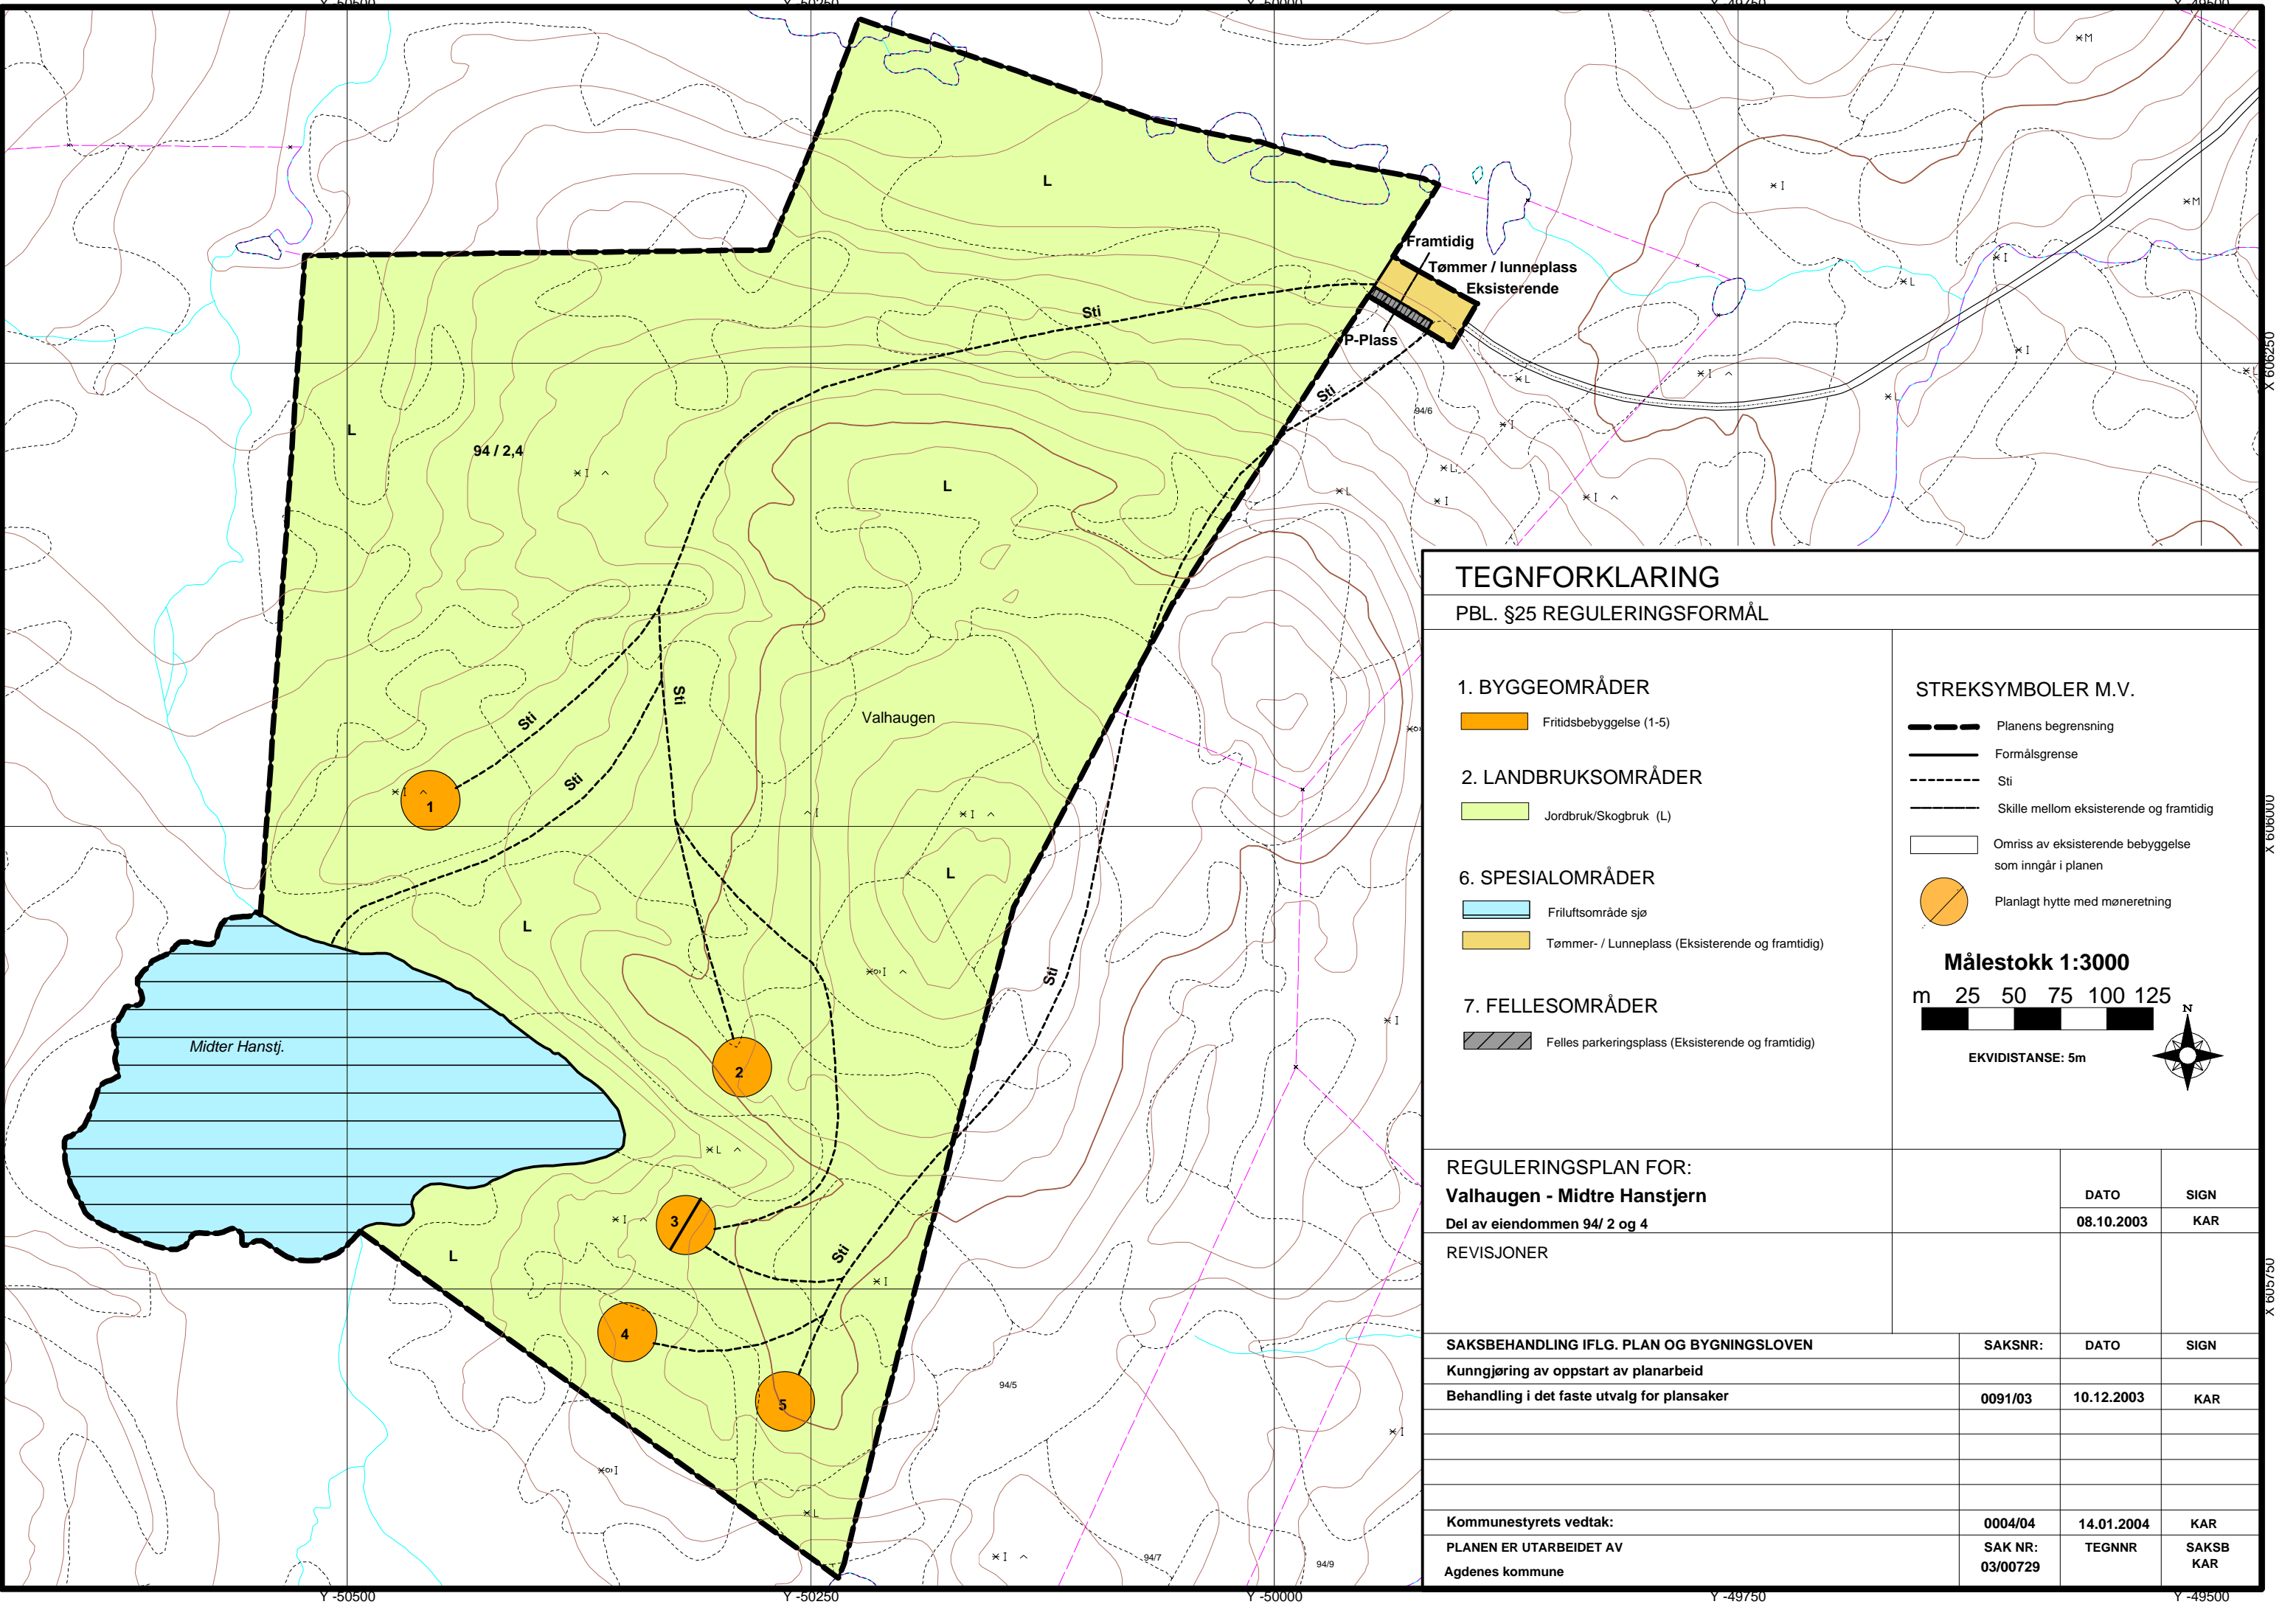 Y -50500
Y -50250
Y -50000
Y -49750
Y -49500
L
Framtidig
Tømmer / lunneplass
Eksisterende
P-Plass
Sti
Sti
94/6
X 606250
L
94 / 2,4
L
Sti
Sti
Sti
Valhaugen
1
L
L
X 606000
Sti
Midter Hanstj.
2
3
Sti
L
4
5
X 605750
94/5
94/7
94/9
Y -50500
Y -50250
Y -50000
Y -49750
Y -49500
TEGNFORKLARING
PBL. §25 REGULERINGSFORMÅL
1. BYGGEOMRÅDER
Fritidsbebyggelse (1-5)
2. LANDBRUKSOMRÅDER
Jordbruk/Skogbruk (L)
6. SPESIALOMRÅDER
Friluftsområde sjø
Tømmer- / Lunneplass (Eksisterende og framtidig)
7. FELLESOMRÅDER
Felles parkeringsplass (Eksisterende og framtidig)
STREKSYMBOLER M.V.
Planens begrensning
Formålsgrense
Sti
Skille mellom eksisterende og framtidig
Omriss av eksisterende bebyggelse
som inngår i planen
Planlagt hytte med møneretning
Målestokk 1:3000
m 25 50 75 100 125
N
EKVIDISTANSE: 5m
REGULERINGSPLAN FOR:
Valhaugen - Midtre Hanstjern
Del av eiendommen 94/ 2 og 4
DATO SIGN
08.10.2003 KAR
REVISJONER
SAKSBEHANDLING IFLG. PLAN OG BYGNINGSLOVEN SAKSNR: DATO SIGN
Kunngjøring av oppstart av planarbeid
Behandling i det faste utvalg for plansaker 0091/03 10.12.2003 KAR
Kommunestyrets vedtak: 0004/04 14.01.2004 KAR
PLANEN ER UTARBEIDET AV SAK NR: TEGNNR SAKSB
Agdenes kommune 03/00729 KAR